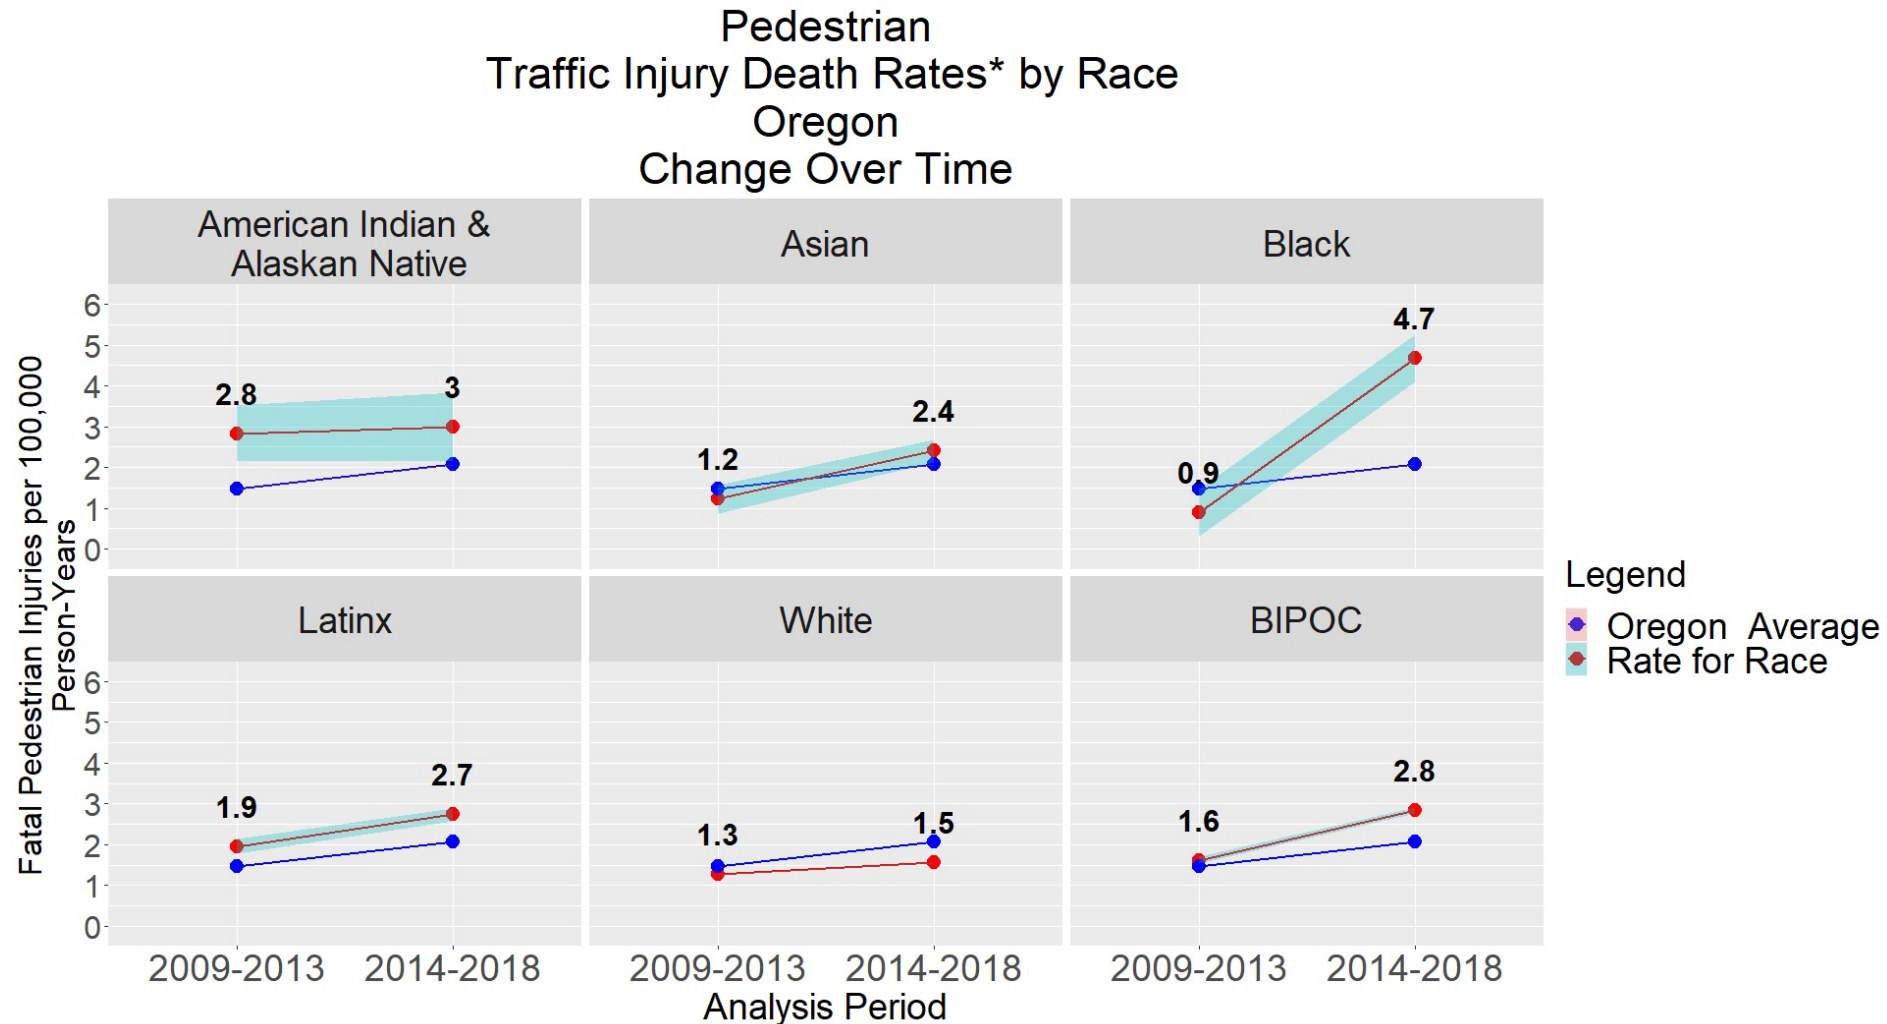 Pedestrian
Traffic Injury Death Rates* by Race
Oregon
Change Over Time
Fatal Pedestrian Injuries per 100,000
Person-Years
American Indian &
Alaskan Native
6
5
4
3
2
1
0
2.8
3
Asian
1.2
2.4
Black
0.9
4.7
Latinx
6
5
4
3
2
1
0
1.9
2.7
White
1.3
1.5
BIPOC
1.6
2.8
2009-2013 2014-2018
2009-2013 2014-2018
2009-2013 2014-2018
Analysis Period
Legend
Oregon Average
Rate for Race